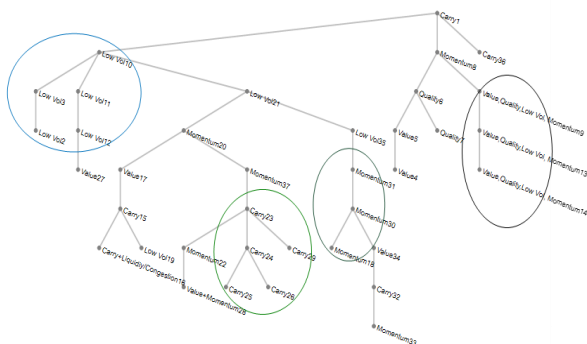 Carry1
Low Vol10
Momentum8
Carry36
Low Vol3
Low Vol11
Low Vol21
Quality6
Value,Quality,Low Vol, Momentum9
Low Vol2
Low Vol12
Momentum20
Low Vol35
Value5
Quality7
Value,Quality,Low Vol, Momentum13
Value27
Value17
Momentum37
Momentum31
Value4
Value,Quality,Low Vol, Momentum14
Carry15
Carry23
Momentum30
Carry+Liquidity/Congestion16
Low Vol19
Momentum22
Carry24
Carry29
Momentum18
Value34
Value+Momentum28
Carry25
Carry26
Carry32
Momentum33